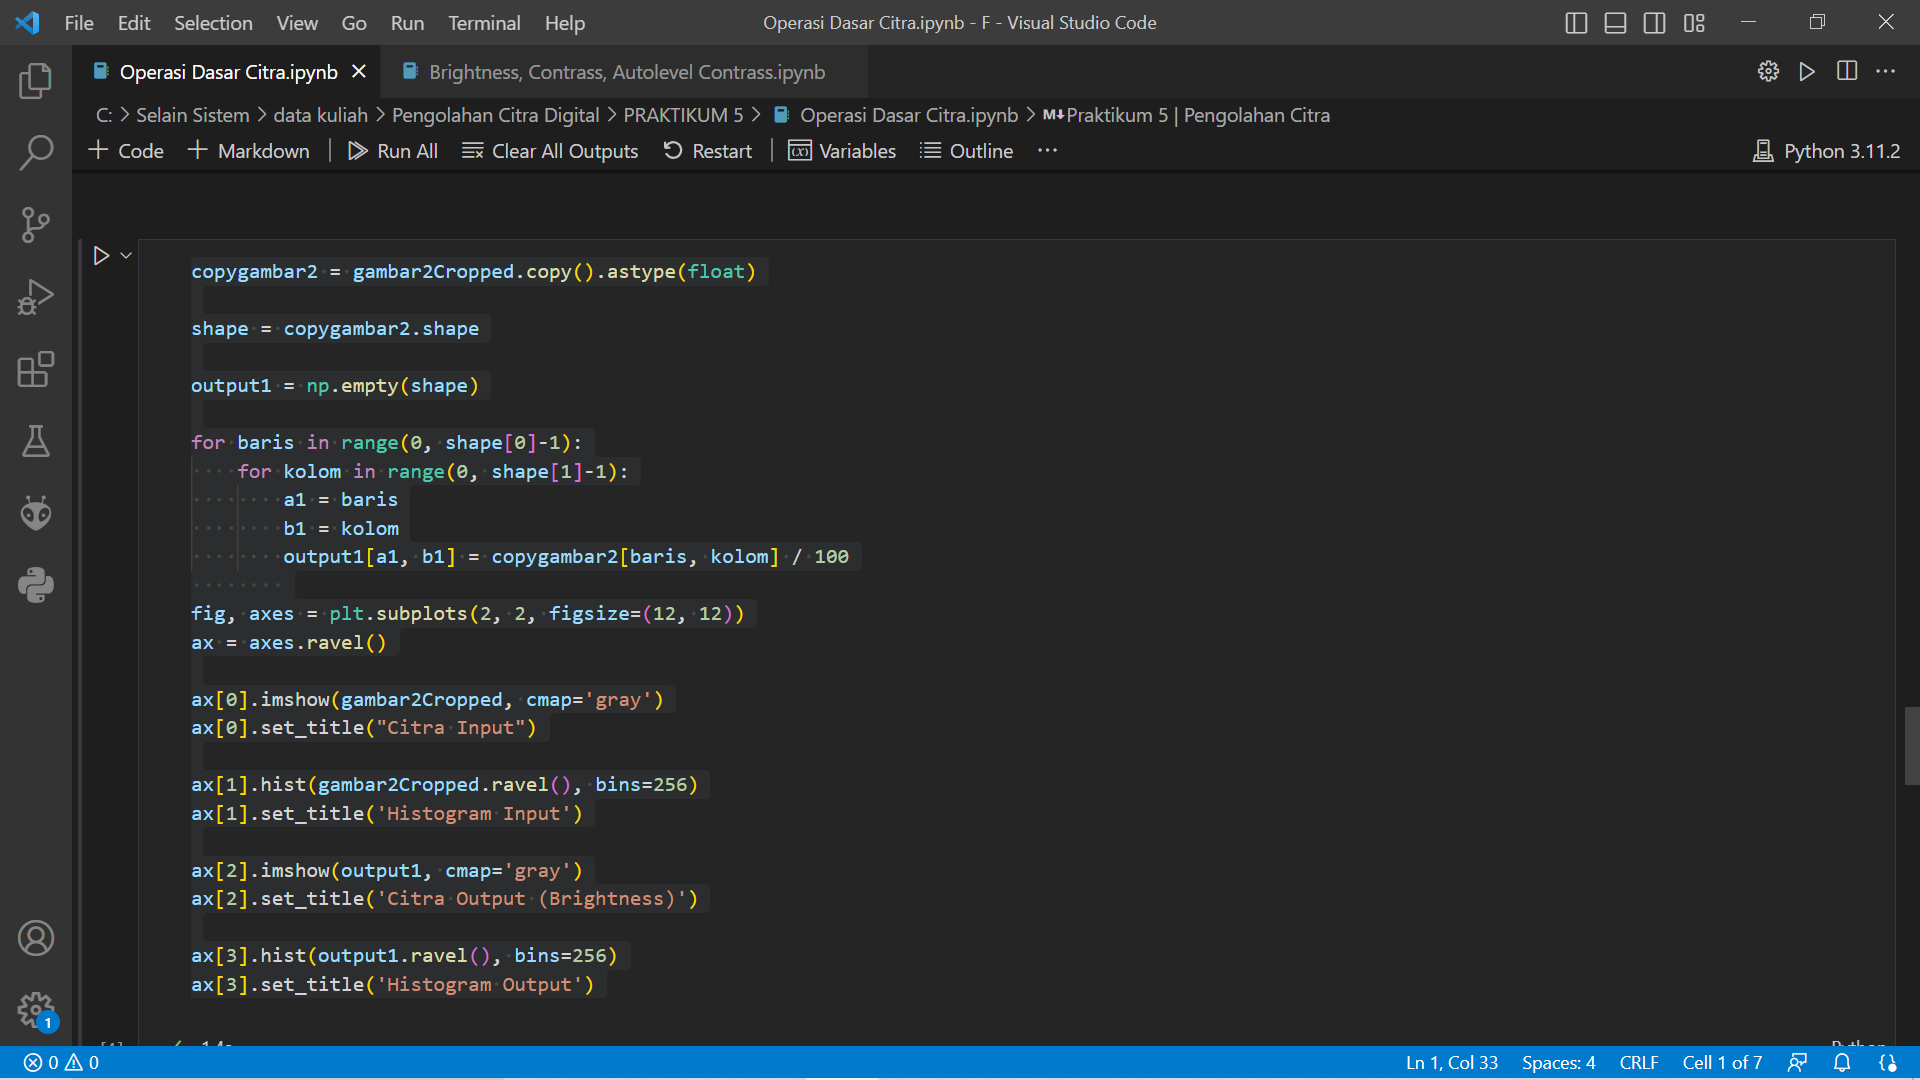 File Edit Selection View Go Run Terminal Help Operasi Dasar Citra.ipynb - F - Visual Studio Code
Operasi Dasar Citra.ipynb Brightness, Contrass, Autolevel Contrass.ipynb
C: > Selain Sistem > data kuliah > Pengolahan Citra Digital > PRAKTIKUM 5 > Operasi Dasar Citra.ipynb > M↓Praktikum 5 | Pengolahan Citra
+ Code + Markdown | Run All Clear All Outputs Restart | Variables Outline ··· Python 3.11.2
copygambar2 = gambar2Cropped.copy().astype(float)
shape = copygambar2.shape
output1 = np.empty(shape)
for baris in range(0, shape[0]-1):
    for kolom in range(0, shape[1]-1):
        a1 = baris
        b1 = kolom
        output1[a1, b1] = copygambar2[baris, kolom] / 100
fig, axes = plt.subplots(2, 2, figsize=(12, 12))
ax = axes.ravel()
ax[0].imshow(gambar2Cropped, cmap='gray')
ax[0].set_title("Citra Input")
ax[1].hist(gambar2Cropped.ravel(), bins=256)
ax[1].set_title('Histogram Input')
ax[2].imshow(output1, cmap='gray')
ax[2].set_title('Citra Output (Brightness)')
ax[3].hist(output1.ravel(), bins=256)
ax[3].set_title('Histogram Output')
1
0 0 Ln 1, Col 33 Spaces: 4 CRLF Cell 1 of 7